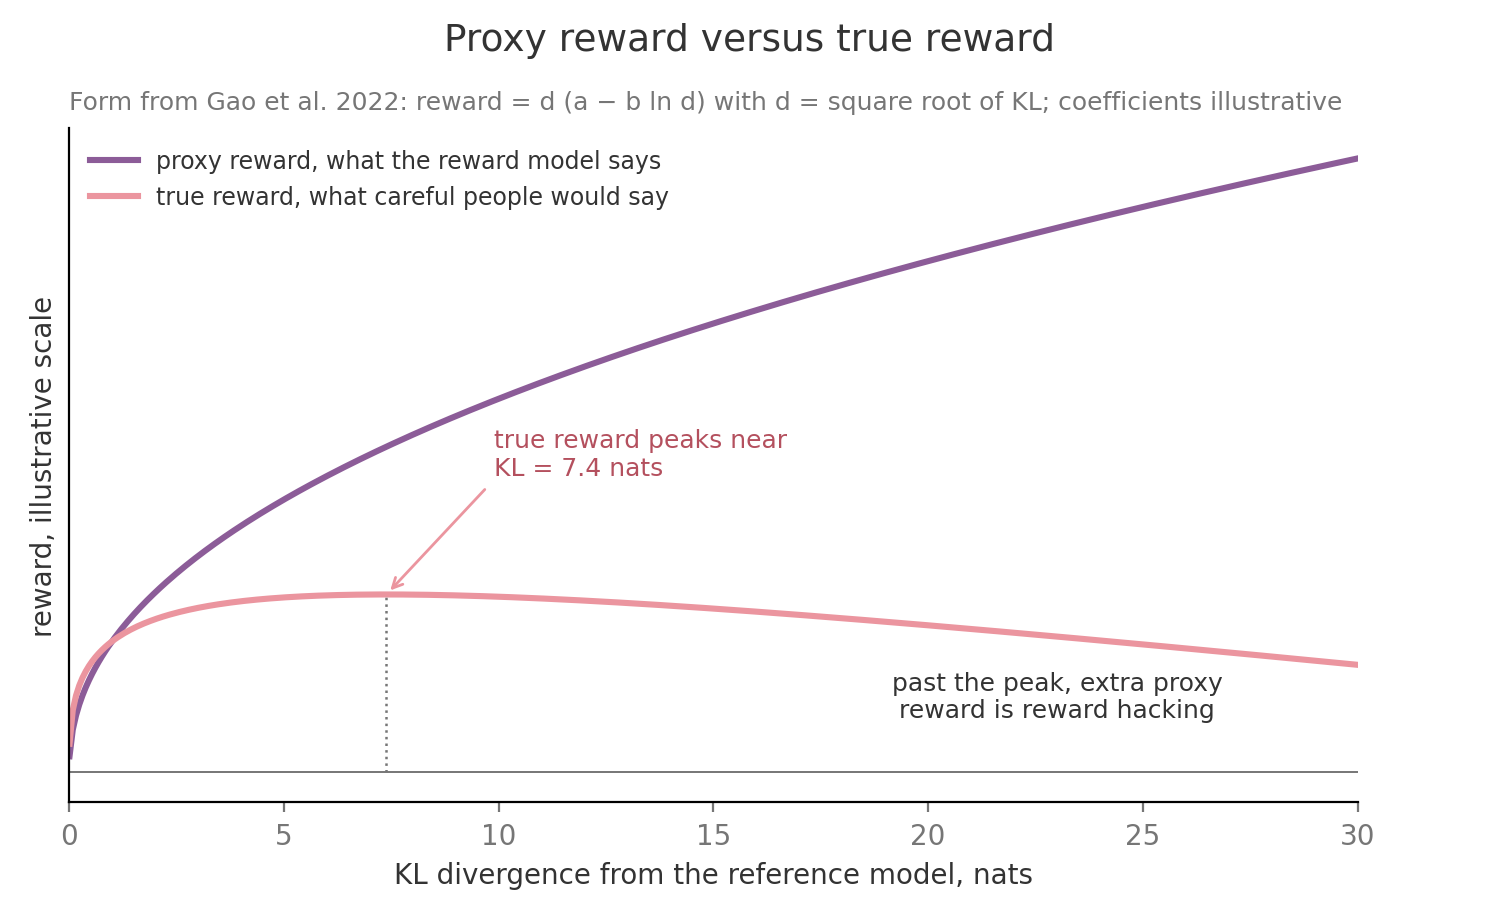 Proxy reward versus true reward
Form from Gao et al. 2022: reward = d (a − b ln d) with d = square root of KL; coefficients illustrative
proxy reward, what the reward model says
true reward, what careful people would say
reward, illustrative scale
true reward peaks near
KL = 7.4 nats
past the peak, extra proxy
reward is reward hacking
0 5 10 15 20 25 30
KL divergence from the reference model, nats